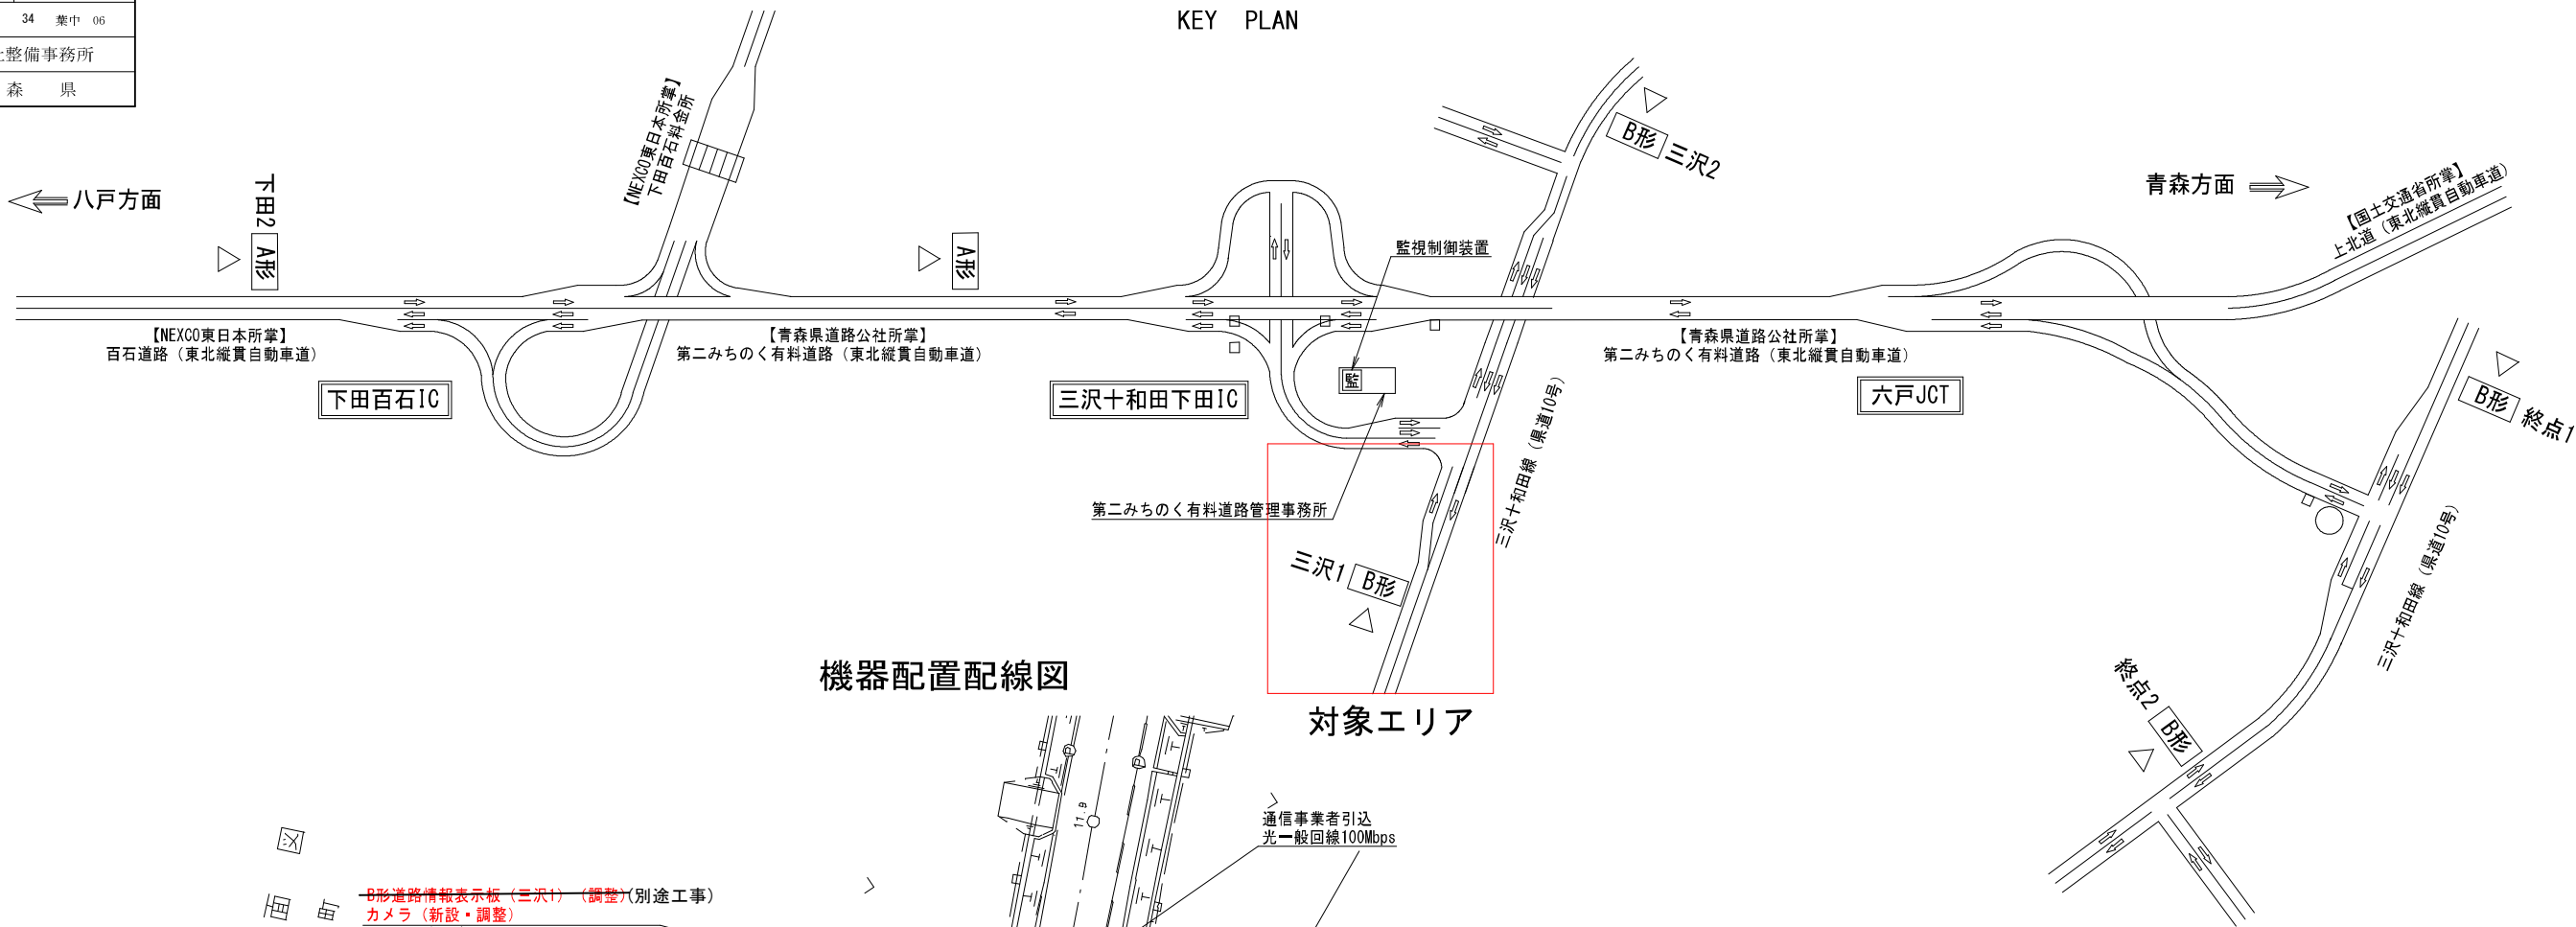 34 葉中 06
整備事務所
森 県
KEY PLAN
【NEXCO東日本所掌】
下田百石料金所
八戸方面
下田2 A形
A形
B形 三沢2
青森方面
【国土交通省所掌】
上北道（東北縦貫自動車道）
監視制御装置
【NEXCO東日本所掌】
百石道路（東北縦貫自動車道）
【青森県道路公社所掌】
第二みちのく有料道路（東北縦貫自動車道）
【青森県道路公社所掌】
第二みちのく有料道路（東北縦貫自動車道）
下田百石IC
三沢十和田下田IC
監
六戸JCT
B形 終点1
三沢十和田線（県道10号）
第二みちのく有料道路管理事務所
三沢1 B形
三沢十和田線（県道10号）
終点2 B形
機器配置配線図
対象エリア
11.9
通信事業者引込
光一般回線100Mbps
B形道路情報表示板（三沢1）（調整）(別途工事)
カメラ（新設・調整）